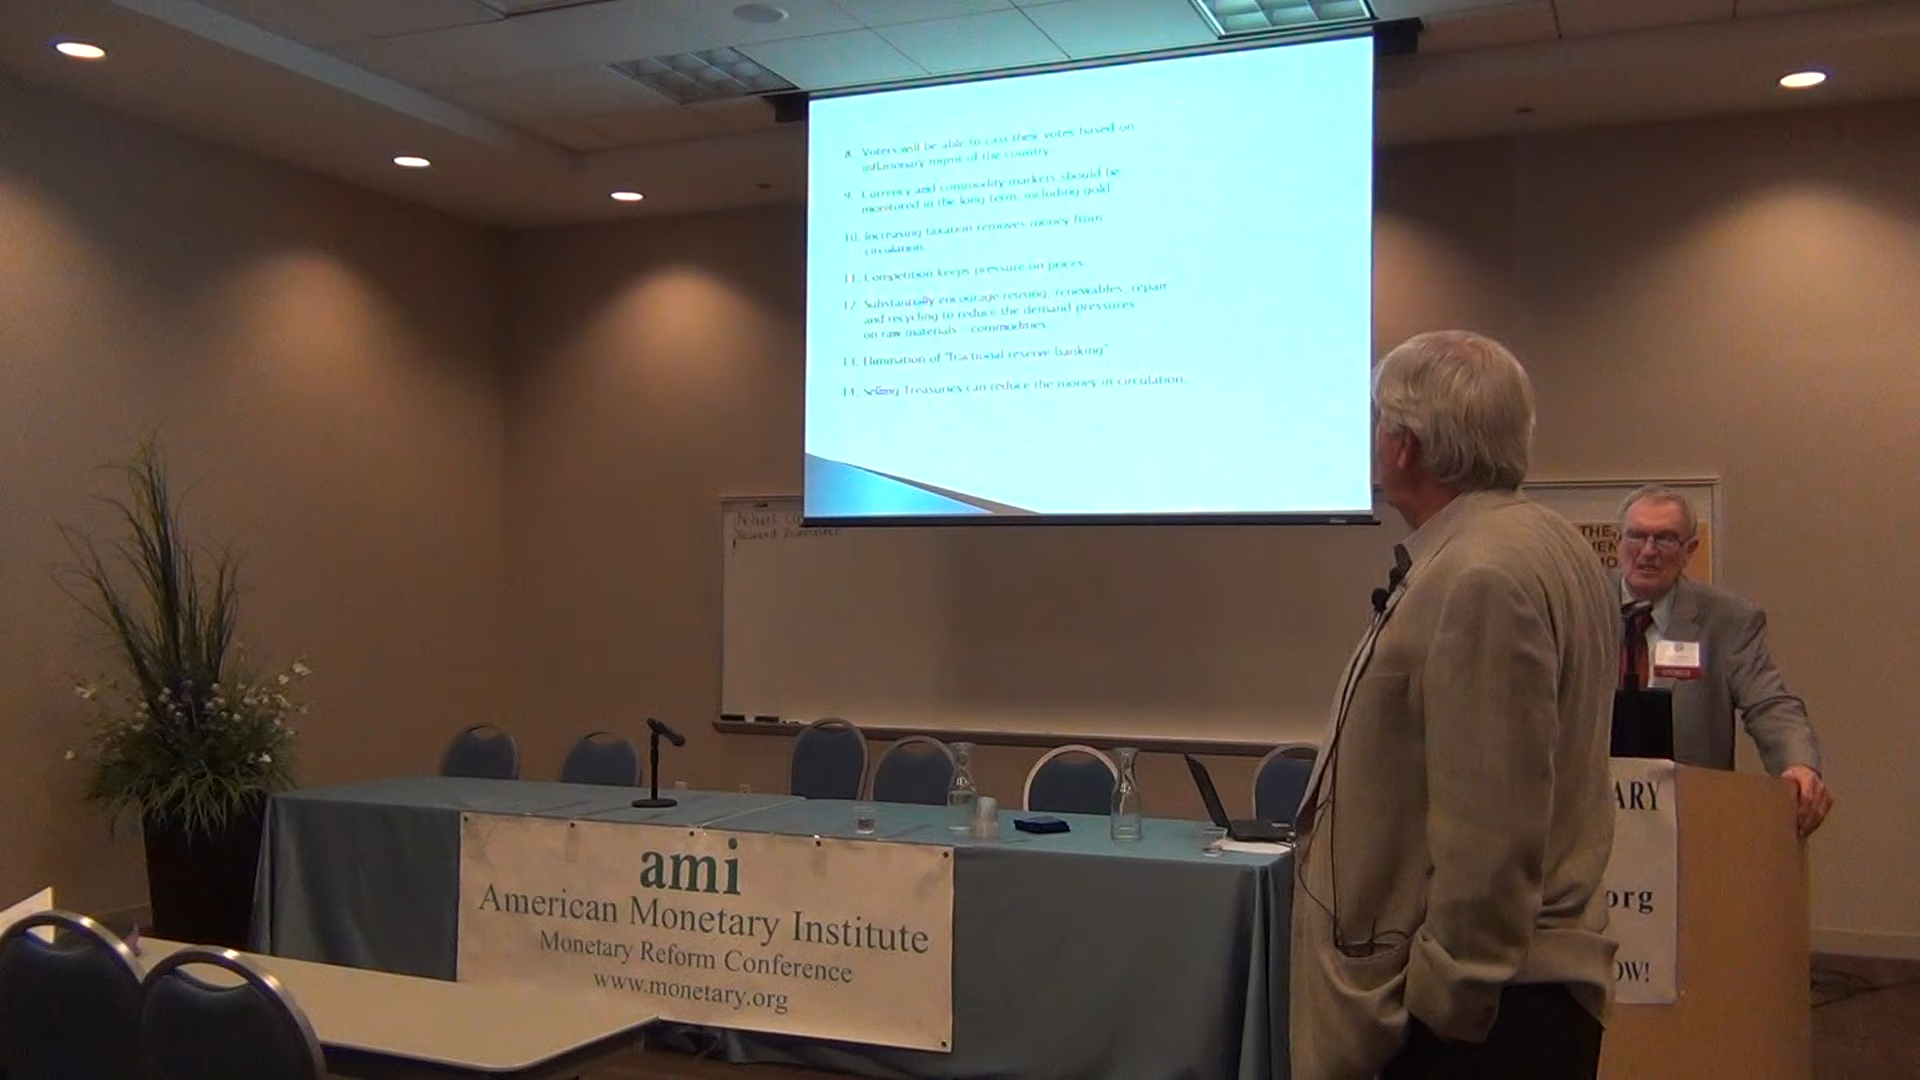 8. Voters will be able to cast their votes based on
inflationary mgmt of the country.
9. Currency and commodity markets should be
monitored in the long term, including gold.
10. Increasing taxation removes money from
circulation.
11. Competition keeps pressure on prices.
12. Substantially encourage reusing, renewables, repair
and recycling to reduce the demand pressures
on raw materials - commodities.
13. Elimination of "fractional reserve banking"
14. Selling Treasuries can reduce the money in circulation.
THE
MEN
MO
ami
American Monetary Institute
Monetary Reform Conference
www.monetary.org
ARY
org
OW!